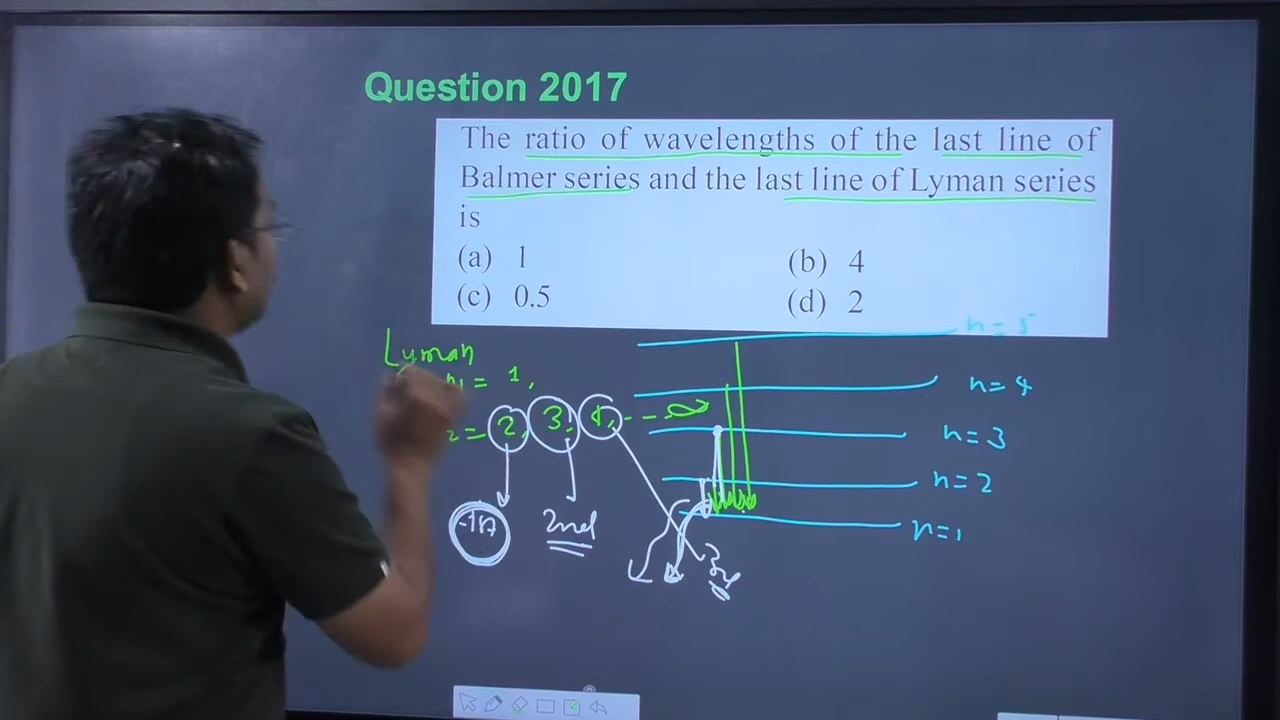 Question 2017
The ratio of wavelengths of the last line of
Balmer series and the last line of Lyman series
is
(a) 1
(b) 4
(c) 0.5
(d) 2
n = 5
Lyman
n1 = 1,
n = 4
2 = 2, 3, 4, - - - ∞
n = 3
n = 2
2nd
n = 1